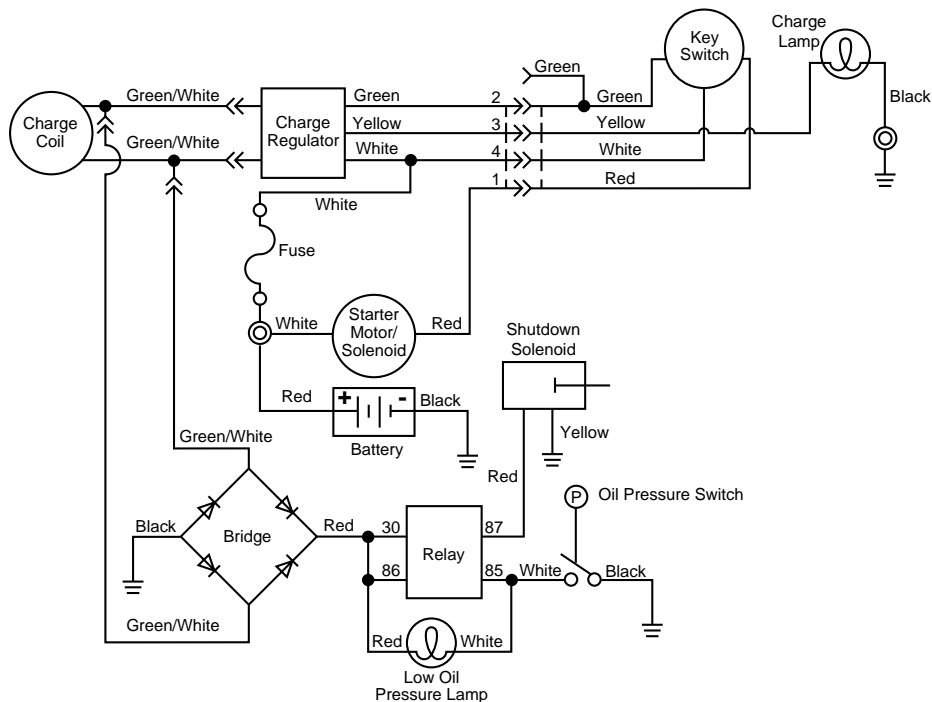 Charge
Lamp
Key
Switch
Green
Green/White
Green
2
Green
Black
Charge
Coil
Charge
Regulator
Yellow
3
Yellow
Green/White
White
4
White
1
Red
White
Fuse
White
Starter
Motor/
Solenoid
Red
Shutdown
Solenoid
Red
+
-
Black
Battery
Yellow
Green/White
Red
P
Oil Pressure Switch
Black
Bridge
Red
30
87
Relay
86
85
White
Black
Green/White
Red
White
Low Oil
Pressure Lamp